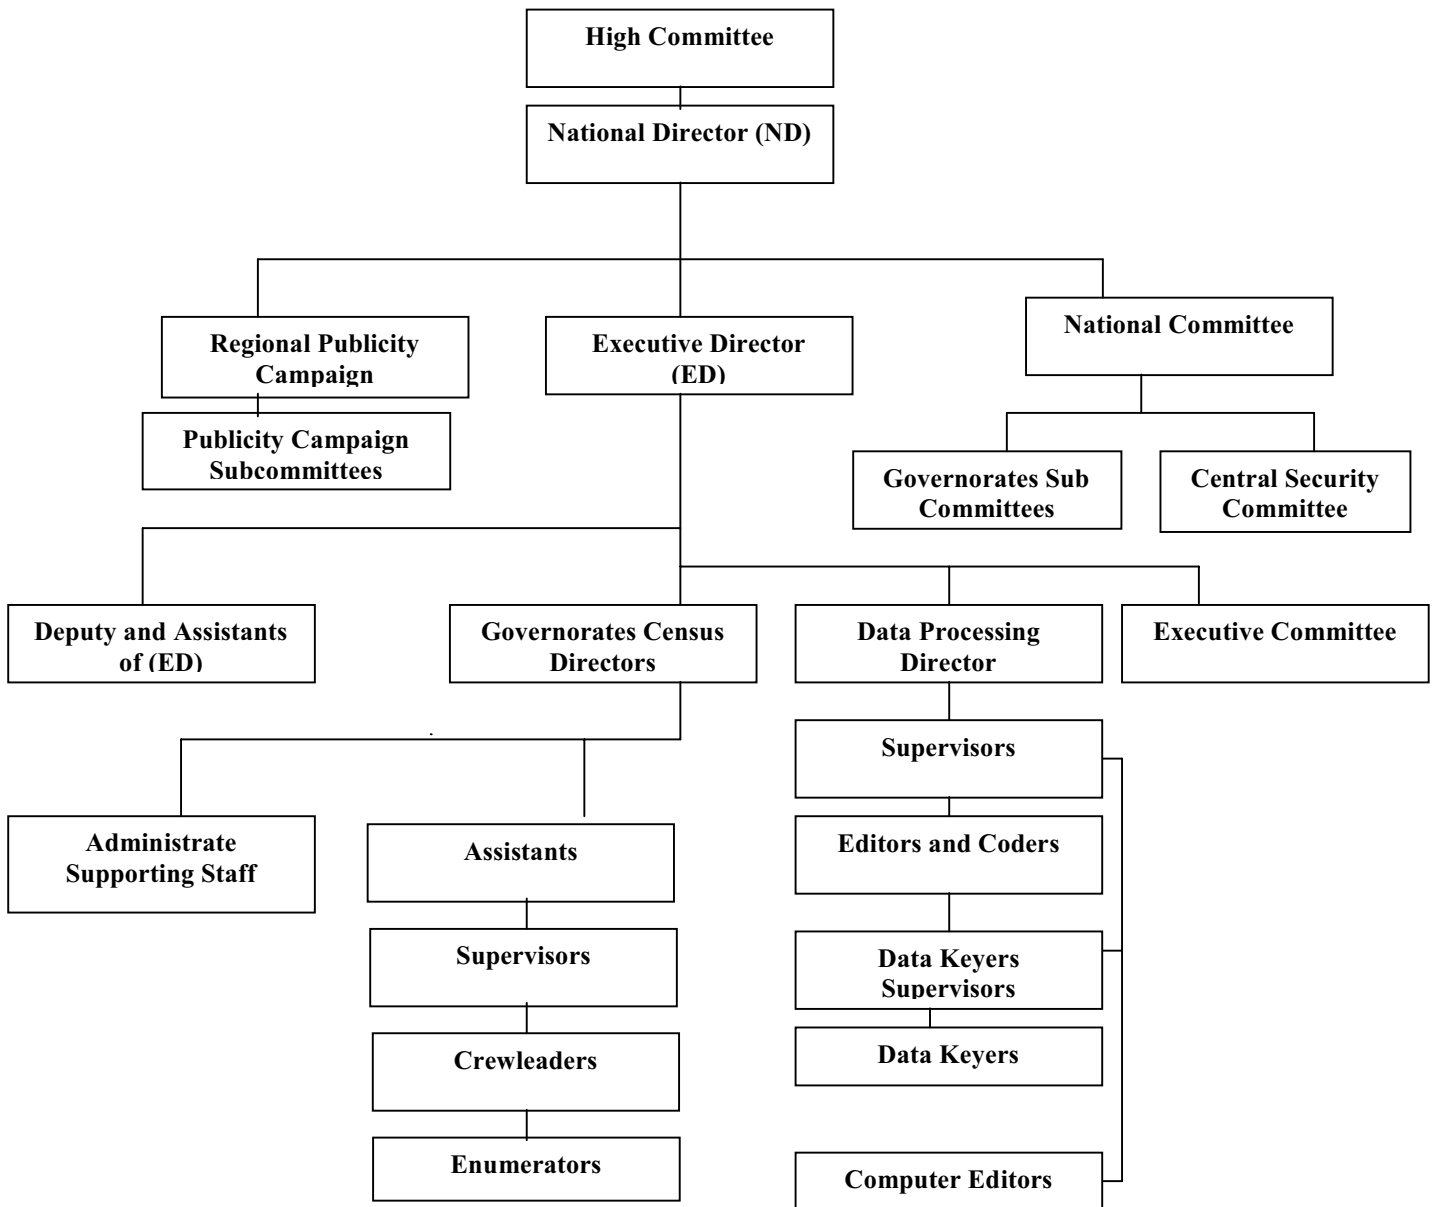 High Committee
National Director (ND)
Regional Publicity
Campaign
Executive Director
(ED)
National Committee
Publicity Campaign
Subcommittees
Governorates Sub
Committees
Central Security
Committee
Deputy and Assistants
of (ED)
Governorates Census
Directors
Data Processing
Director
Executive Committee
Supervisors
Administrate
Supporting Staff
Assistants
Editors and Coders
Supervisors
Data Keyers
Supervisors
Crewleaders
Data Keyers
Enumerators
Computer Editors